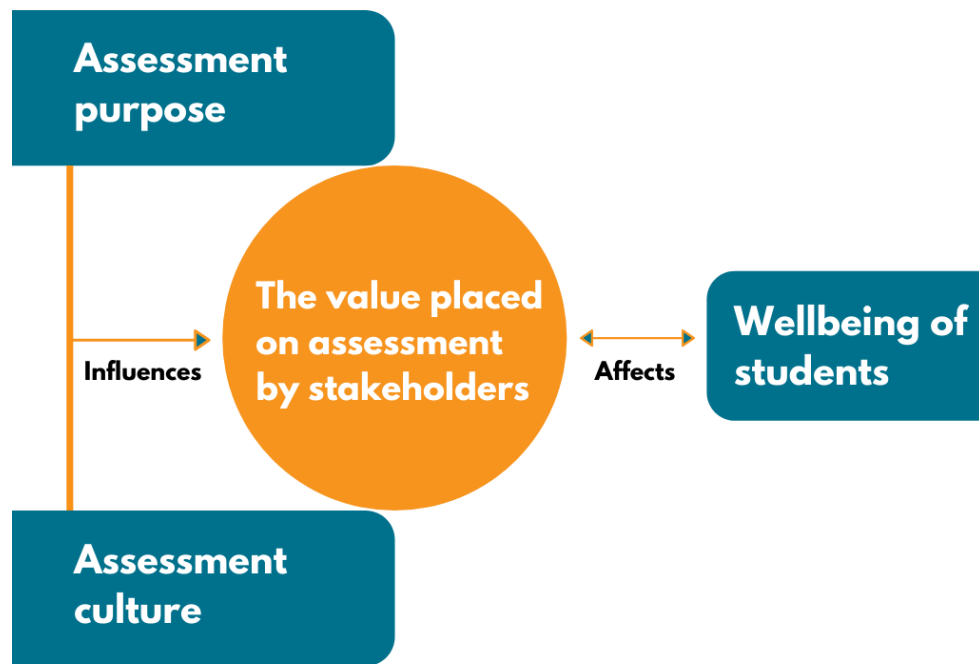 Assessment
purpose
The value placed
on assessment
by stakeholders
Influences
Affects
Wellbeing of
students
Assessment
culture